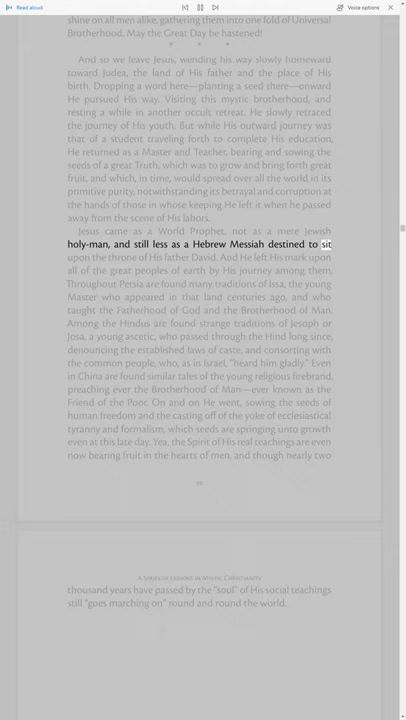 Read aloud
Voice options
shine on all men alike, gathering them into one fold of Universal
Brotherhood. May the Great Day be hastened!
* * *
And so we leave Jesus, wending his way slowly homeward
toward Judea, the land of His father and the place of His
birth. Dropping a word here—planting a seed there—onward
He pursued His way. Visiting this mystic brotherhood, and
resting a while in another occult retreat, He slowly retraced
the journey of His youth. But while His outward journey was
that of a student traveling forth to complete His education,
He returned as a Master and Teacher, bearing and sowing the
seeds of a great Truth, which was to grow and bring forth great
fruit, and which, in time, would spread over all the world in its
primitive purity, notwithstanding its betrayal and corruption at
the hands of those in whose keeping He left it when he passed
away from the scene of His labors.
Jesus came as a World Prophet, not as a mere Jewish
holy-man, and still less as a Hebrew Messiah destined to sit
upon the throne of His father David. And He left His mark upon
all of the great peoples of earth by His journey among them.
Throughout Persia are found many traditions of Issa, the young
Master who appeared in that land centuries ago, and who
taught the Fatherhood of God and the Brotherhood of Man.
Among the Hindus are found strange traditions of Jesoph or
Josa, a young ascetic, who passed through the Hind long since,
denouncing the established laws of caste, and consorting with
the common people, who, as in Israel, "heard him gladly." Even
in China are found similar tales of the young religious firebrand,
preaching ever the Brotherhood of Man—ever known as the
Friend of the Poor. On and on He went, sowing the seeds of
human freedom and the casting off of the yoke of ecclesiastical
tyranny and formalism, which seeds are springing unto growth
even at this late day. Yea, the Spirit of His real teachings are even
now bearing fruit in the hearts of men, and though nearly two
A Series of Lessons in Mystic Christianity
thousand years have passed by the "soul" of His social teachings
still "goes marching on" round and round the world.